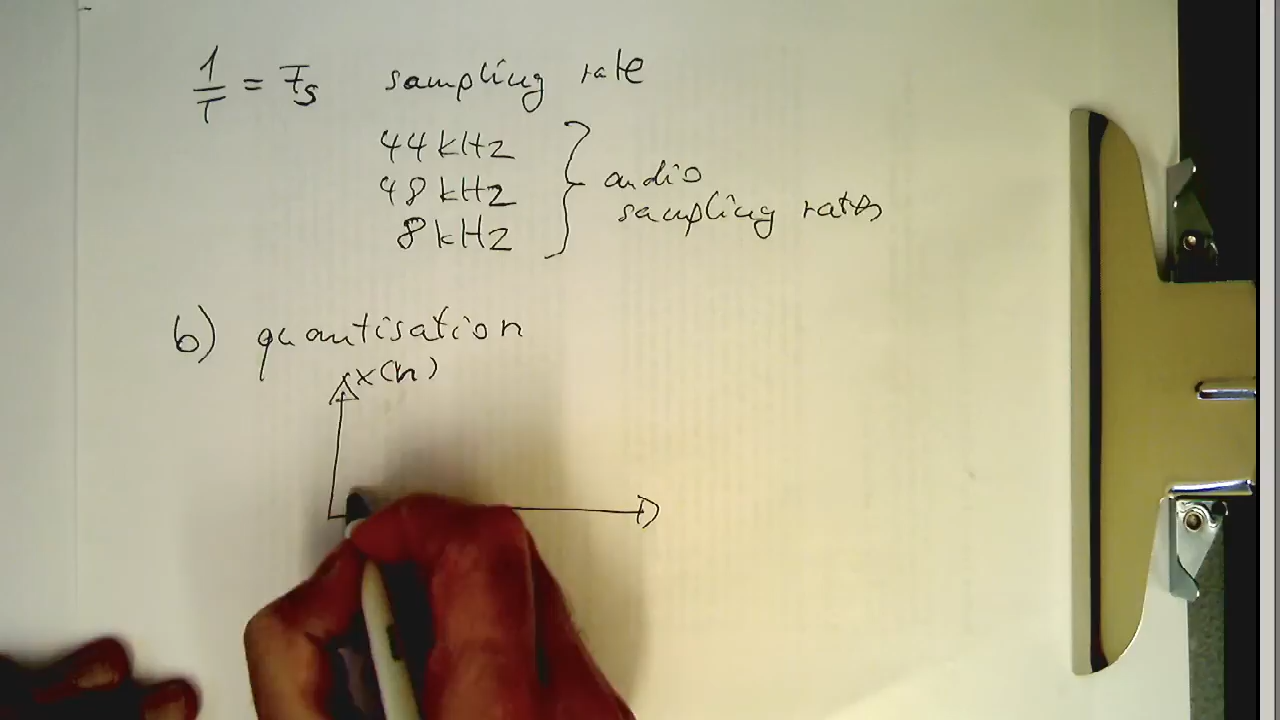 1/T = Fs sampling rate
44 kHz
48 kHz
8 kHz
audio
sampling rates
b) quantisation
x(n)